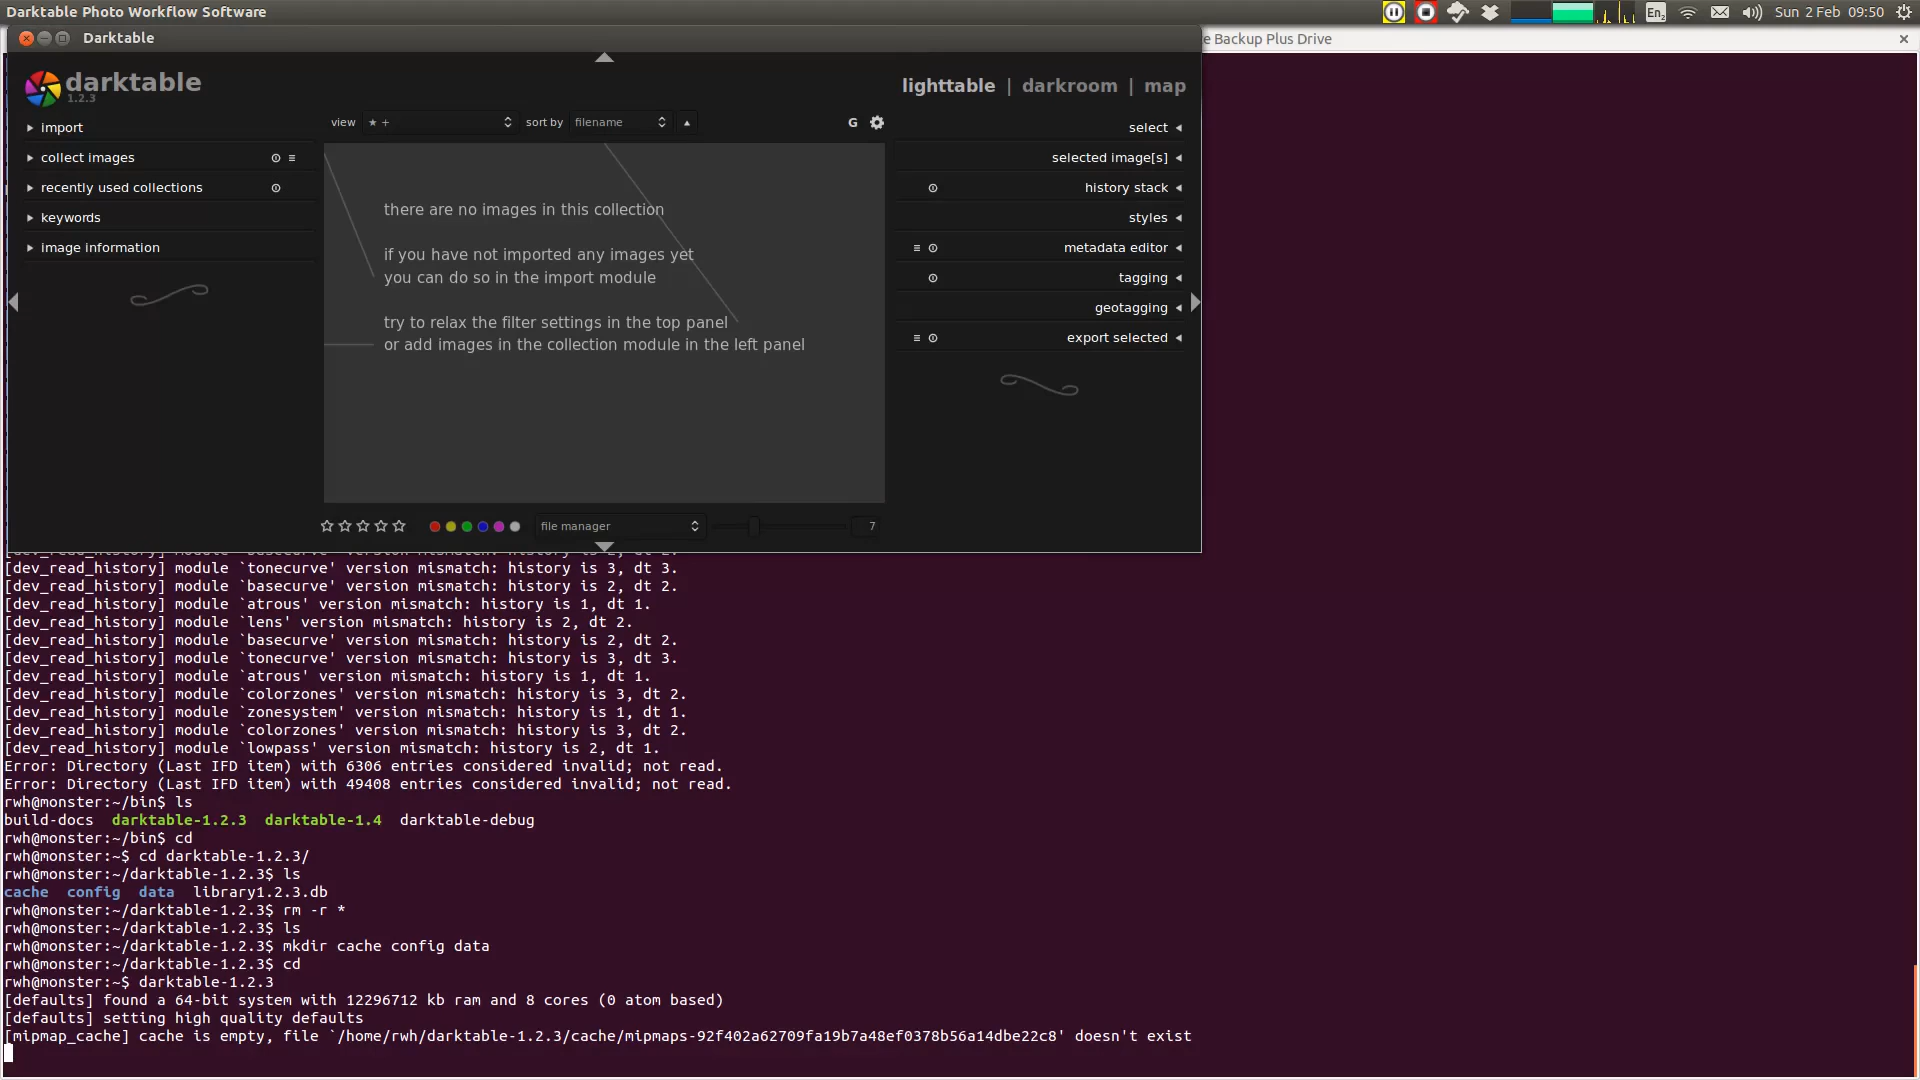 Darktable Photo Workflow Software
En2
Sun 2 Feb 09:50
Darktable
e Backup Plus Drive
darktable
1.2.3
lighttable | darkroom | map
view ★ + sort by filename
G
import
collect images
recently used collections
keywords
image information
there are no images in this collection
if you have not imported any images yet
you can do so in the import module
try to relax the filter settings in the top panel
or add images in the collection module in the left panel
select
selected image[s]
history stack
styles
metadata editor
tagging
geotagging
export selected
file manager
7
[dev_read_history] module `basecurve' version mismatch: history is 2, dt 2.
[dev_read_history] module `tonecurve' version mismatch: history is 3, dt 3.
[dev_read_history] module `basecurve' version mismatch: history is 2, dt 2.
[dev_read_history] module `atrous' version mismatch: history is 1, dt 1.
[dev_read_history] module `lens' version mismatch: history is 2, dt 2.
[dev_read_history] module `basecurve' version mismatch: history is 2, dt 2.
[dev_read_history] module `tonecurve' version mismatch: history is 3, dt 3.
[dev_read_history] module `atrous' version mismatch: history is 1, dt 1.
[dev_read_history] module `colorzones' version mismatch: history is 3, dt 2.
[dev_read_history] module `zonesystem' version mismatch: history is 1, dt 1.
[dev_read_history] module `colorzones' version mismatch: history is 3, dt 2.
[dev_read_history] module `lowpass' version mismatch: history is 2, dt 1.
Error: Directory (Last IFD item) with 6306 entries considered invalid; not read.
Error: Directory (Last IFD item) with 49408 entries considered invalid; not read.
rwh@monster:~/bin$ ls
build-docs darktable-1.2.3 darktable-1.4 darktable-debug
rwh@monster:~/bin$ cd
rwh@monster:~$ cd darktable-1.2.3/
rwh@monster:~/darktable-1.2.3$ ls
cache config data library1.2.3.db
rwh@monster:~/darktable-1.2.3$ rm -r *
rwh@monster:~/darktable-1.2.3$ ls
rwh@monster:~/darktable-1.2.3$ mkdir cache config data
rwh@monster:~/darktable-1.2.3$ cd
rwh@monster:~$ darktable-1.2.3
[defaults] found a 64-bit system with 12296712 kb ram and 8 cores (0 atom based)
[defaults] setting high quality defaults
[mipmap_cache] cache is empty, file `/home/rwh/darktable-1.2.3/cache/mipmaps-92f402a62709fa19b7a48ef0378b56a14dbe22c8' doesn't exist